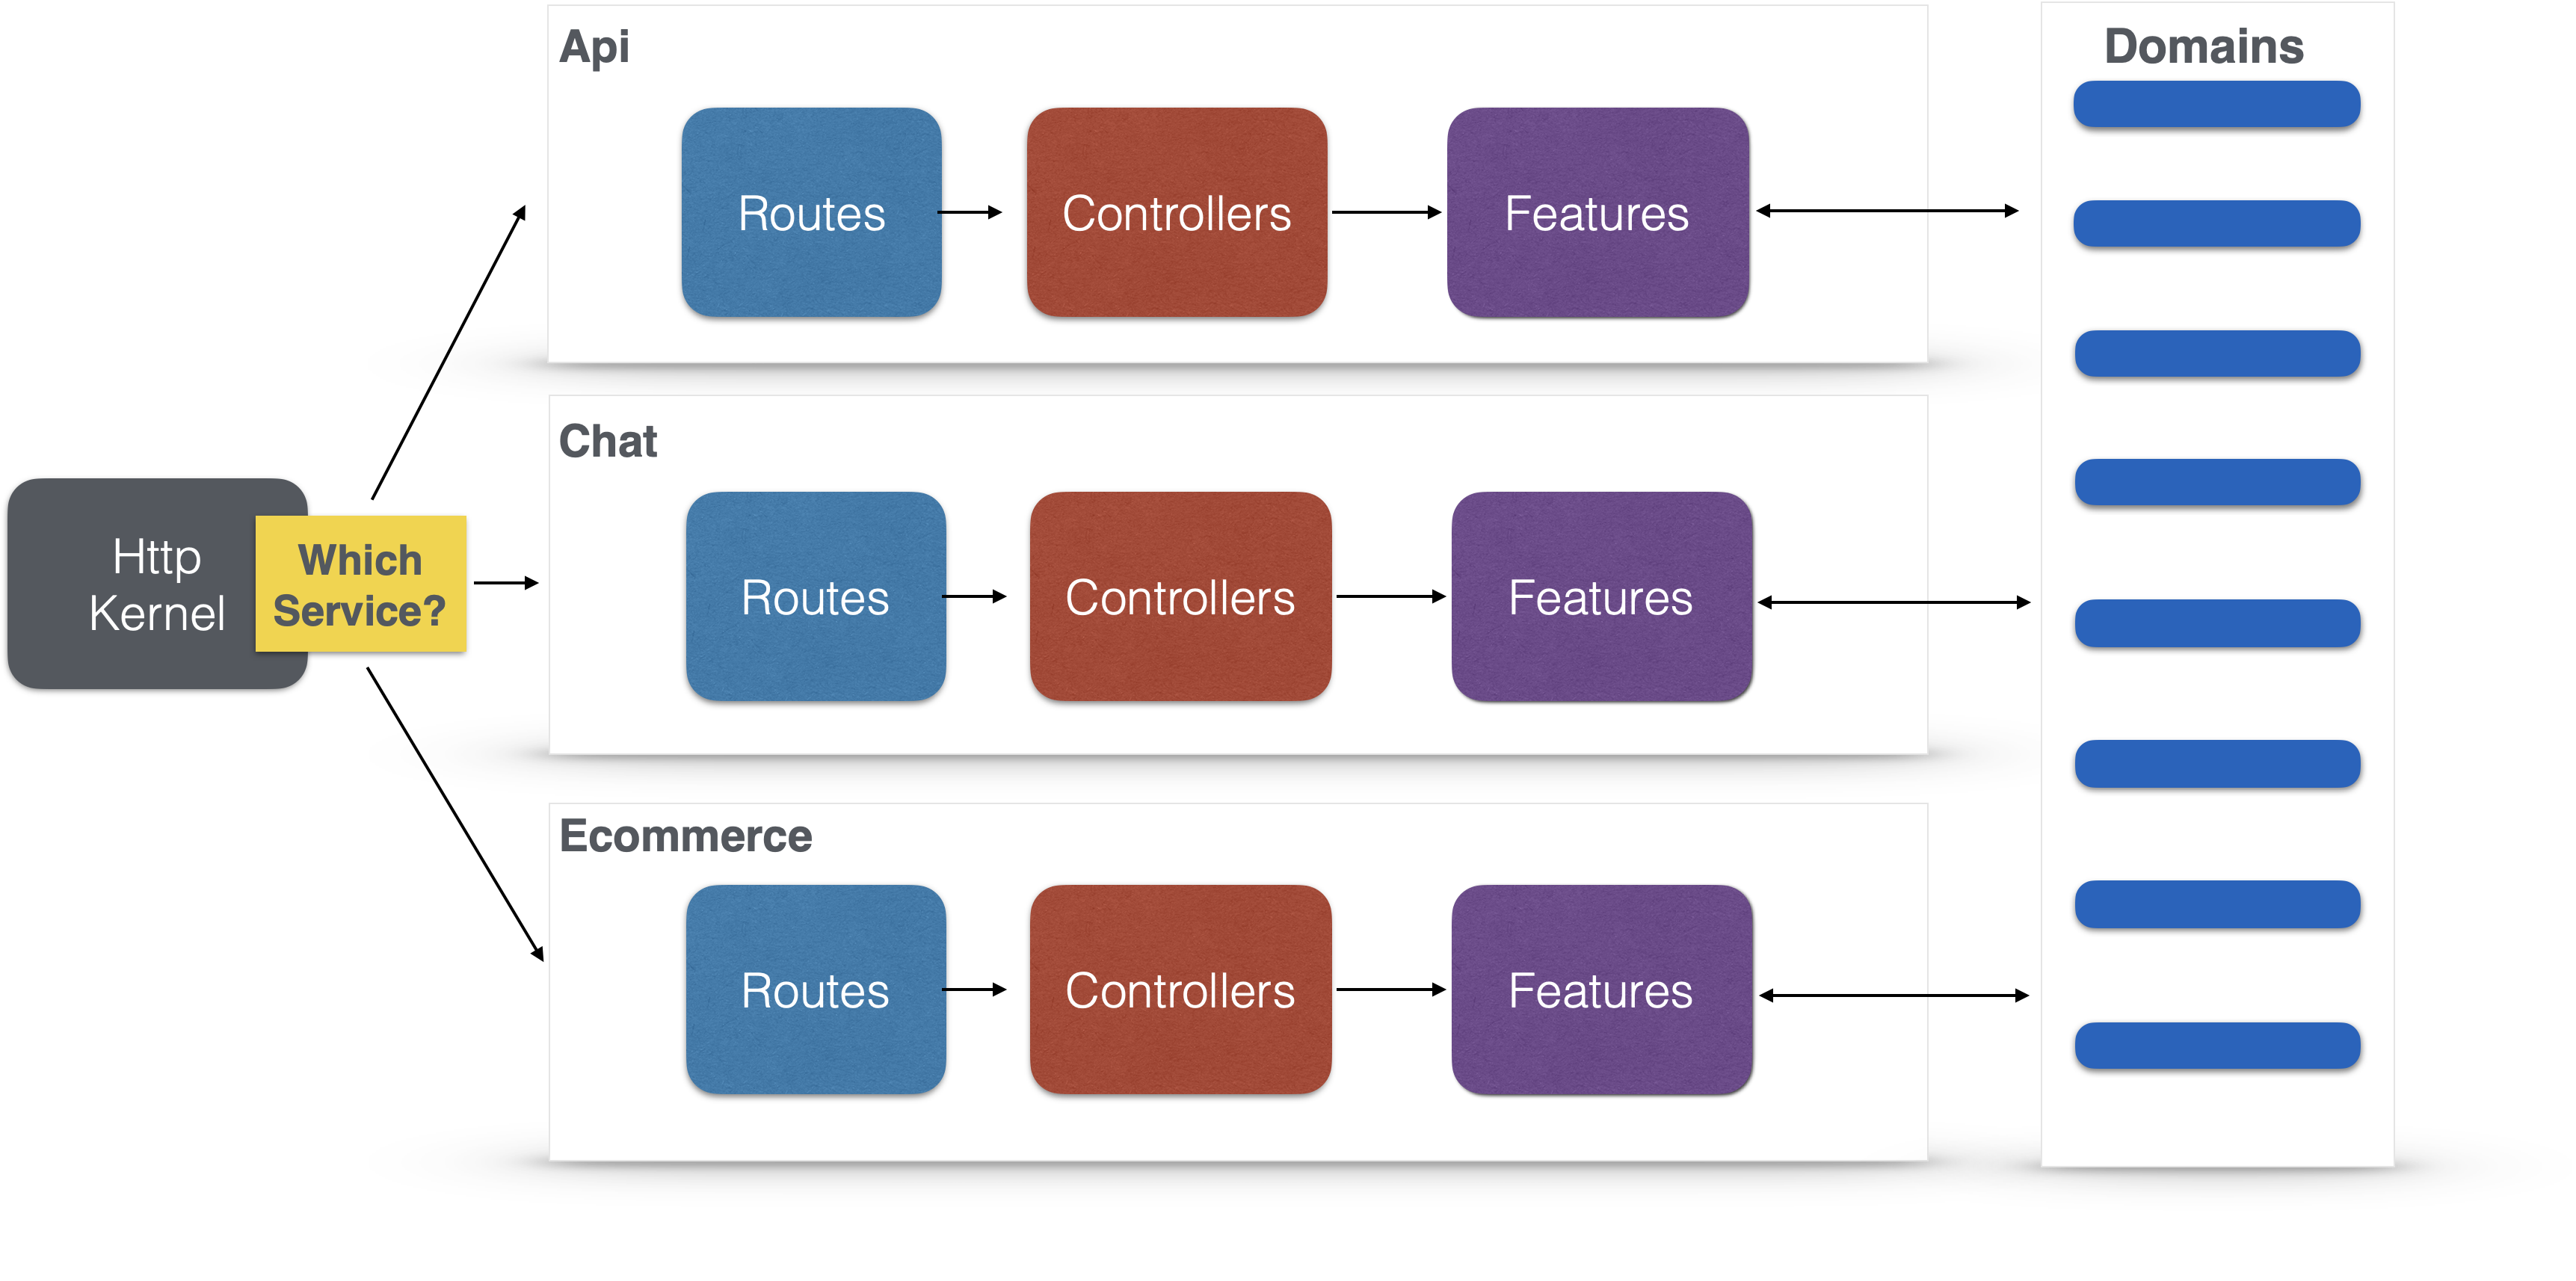 Api
Routes
Controllers
Features
Chat
Routes
Controllers
Features
Ecommerce
Routes
Controllers
Features
Http
Kernel
Which
Service?
Domains